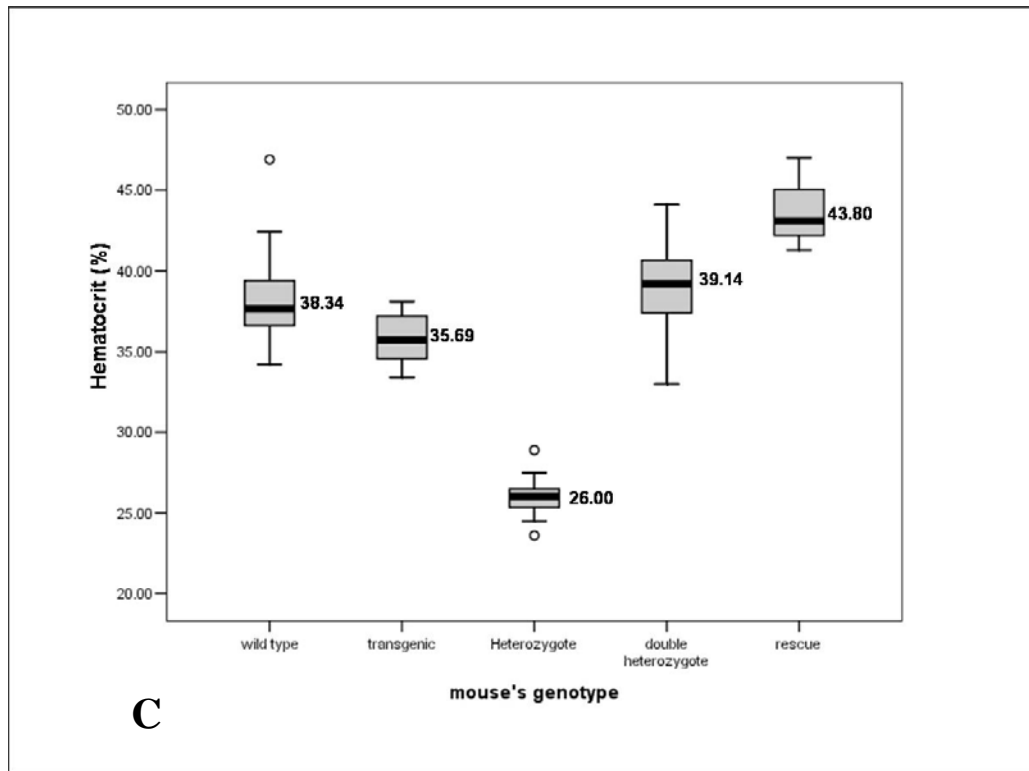 Hematocrit (%)
50.00
45.00
40.00
35.00
30.00
25.00
20.00
38.34
35.69
26.00
39.14
43.80
wild type
transgenic
Heterozygote
double
heterozygote
rescue
mouse's genotype
C